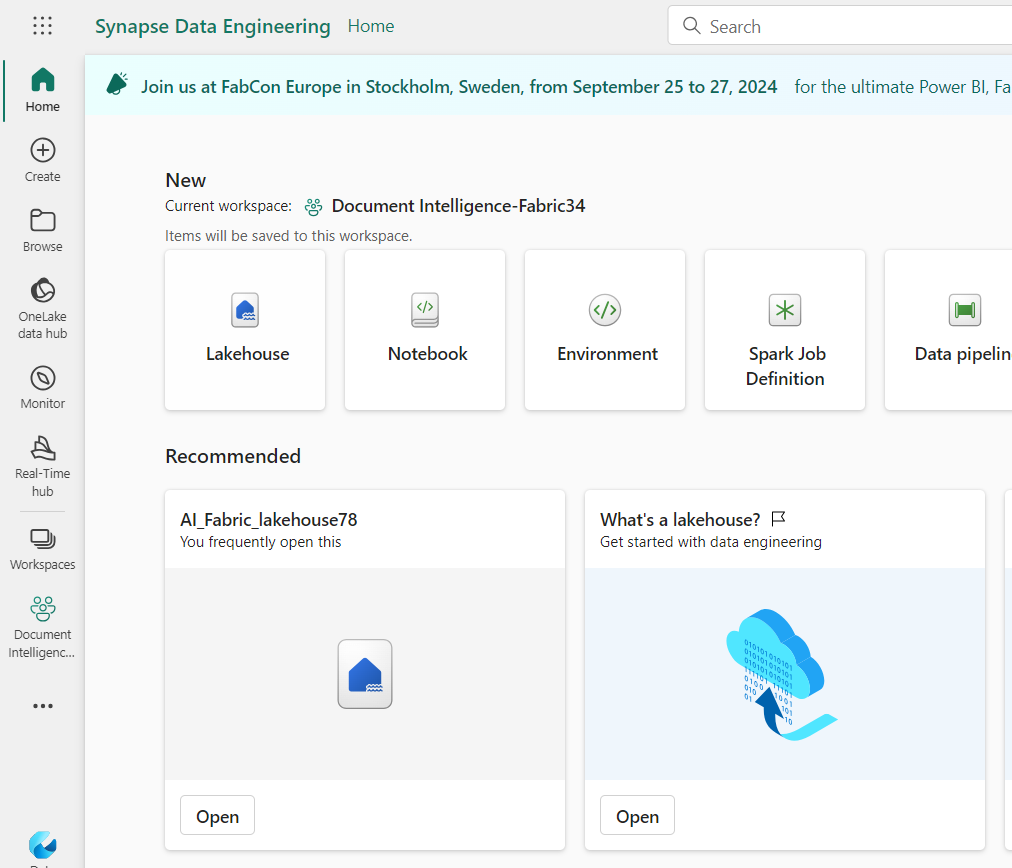 Synapse Data Engineering Home
Search
Home
Create
Browse
OneLake
data hub
Monitor
Real-Time
hub
Workspaces
Document
Intelligenc...
Join us at FabCon Europe in Stockholm, Sweden, from September 25 to 27, 2024 for the ultimate Power BI, Fa
New
Current workspace: Document Intelligence-Fabric34
Items will be saved to this workspace.
Lakehouse
Notebook
Environment
Spark Job
Definition
Data pipelin
Recommended
AI_Fabric_lakehouse78
You frequently open this
Open
What's a lakehouse?
Get started with data engineering
Open